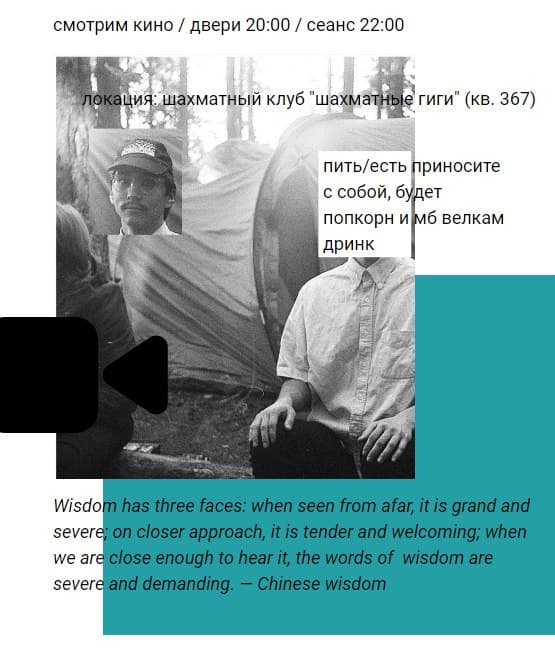 смотрим кино / двери 20:00 / сеанс 22:00
локация: шахматный клуб "шахматные гиги" (кв. 367)
пить/есть приносите
с собой, будет
попкорн и мб велкам
дринк
Wisdom has three faces: when seen from afar, it is grand and
severe; on closer approach, it is tender and welcoming; when
we are close enough to hear it, the words of  wisdom are
severe and demanding. — Chinese wisdom